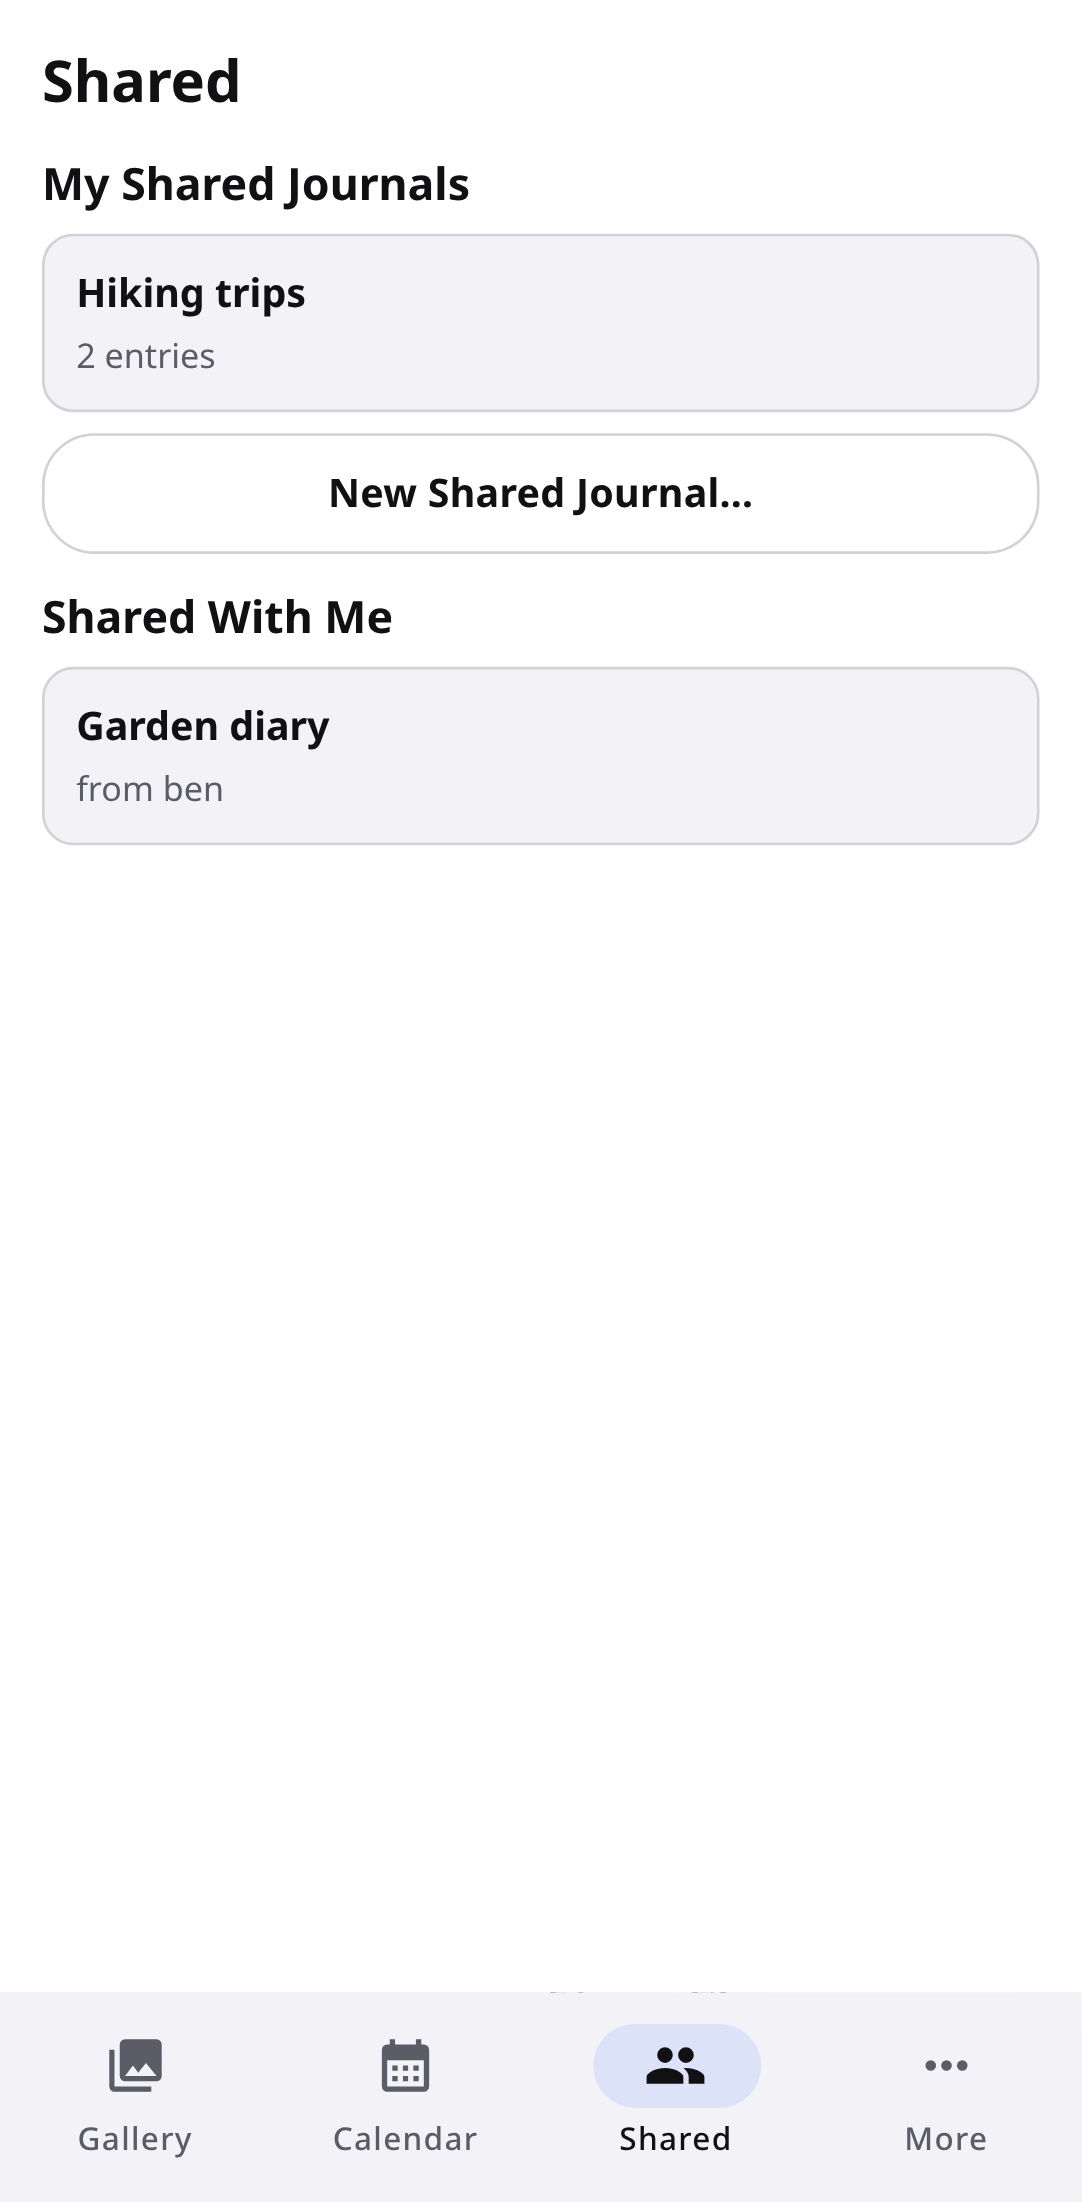 Shared
My Shared Journals
Hiking trips
2 entries
New Shared Journal...
Shared With Me
Garden diary
from ben
Gallery
Calendar
Shared
More